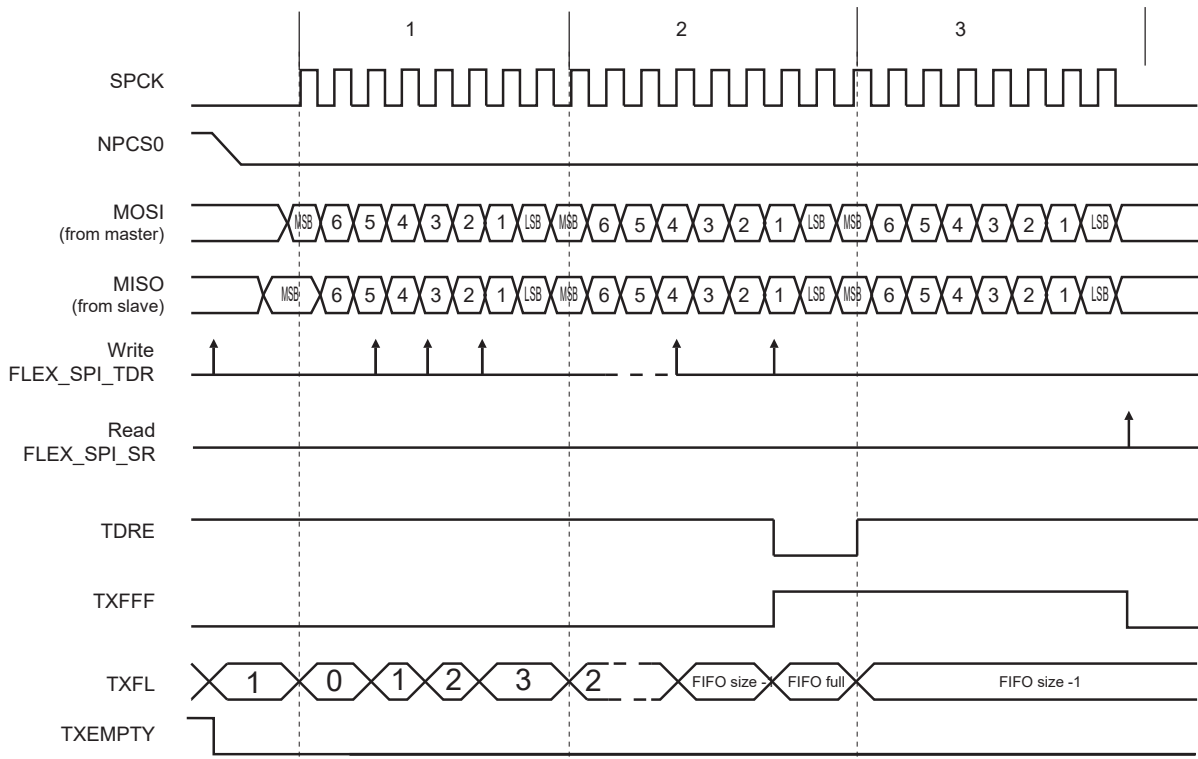 1 2 3
SPCK
NPCS0
MOSI
(from master)
MSB 6 5 4 3 2 1 LSB MSB 6 5 4 3 2 1 LSB MSB 6 5 4 3 2 1 LSB
MISO
(from slave)
MSB 6 5 4 3 2 1 LSB MSB 6 5 4 3 2 1 LSB MSB 6 5 4 3 2 1 LSB
Write
FLEX_SPI_TDR
Read
FLEX_SPI_SR
TDRE
TXFFF
TXFL 1 0 1 2 3 2 FIFO size -1 FIFO full FIFO size -1
TXEMPTY